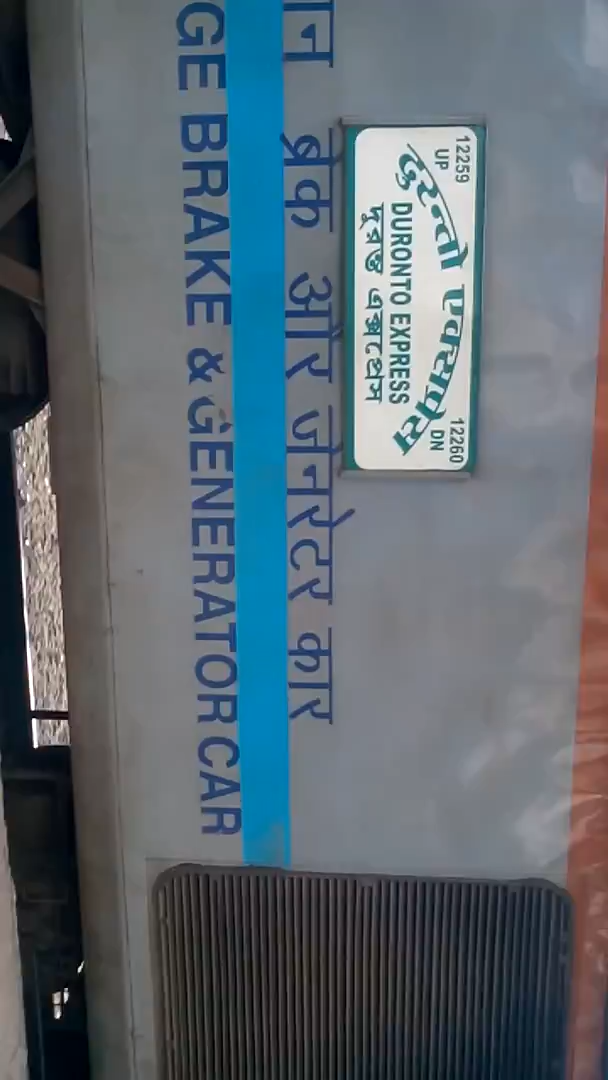 12259 UP
दुरन्तो एक्सप्रेस
12260 DN
DURONTO EXPRESS
দুরন্ত এক্সপ্রেস
ान ब्रेक और जेनरेटर कार
GE BRAKE & GENERATOR CAR